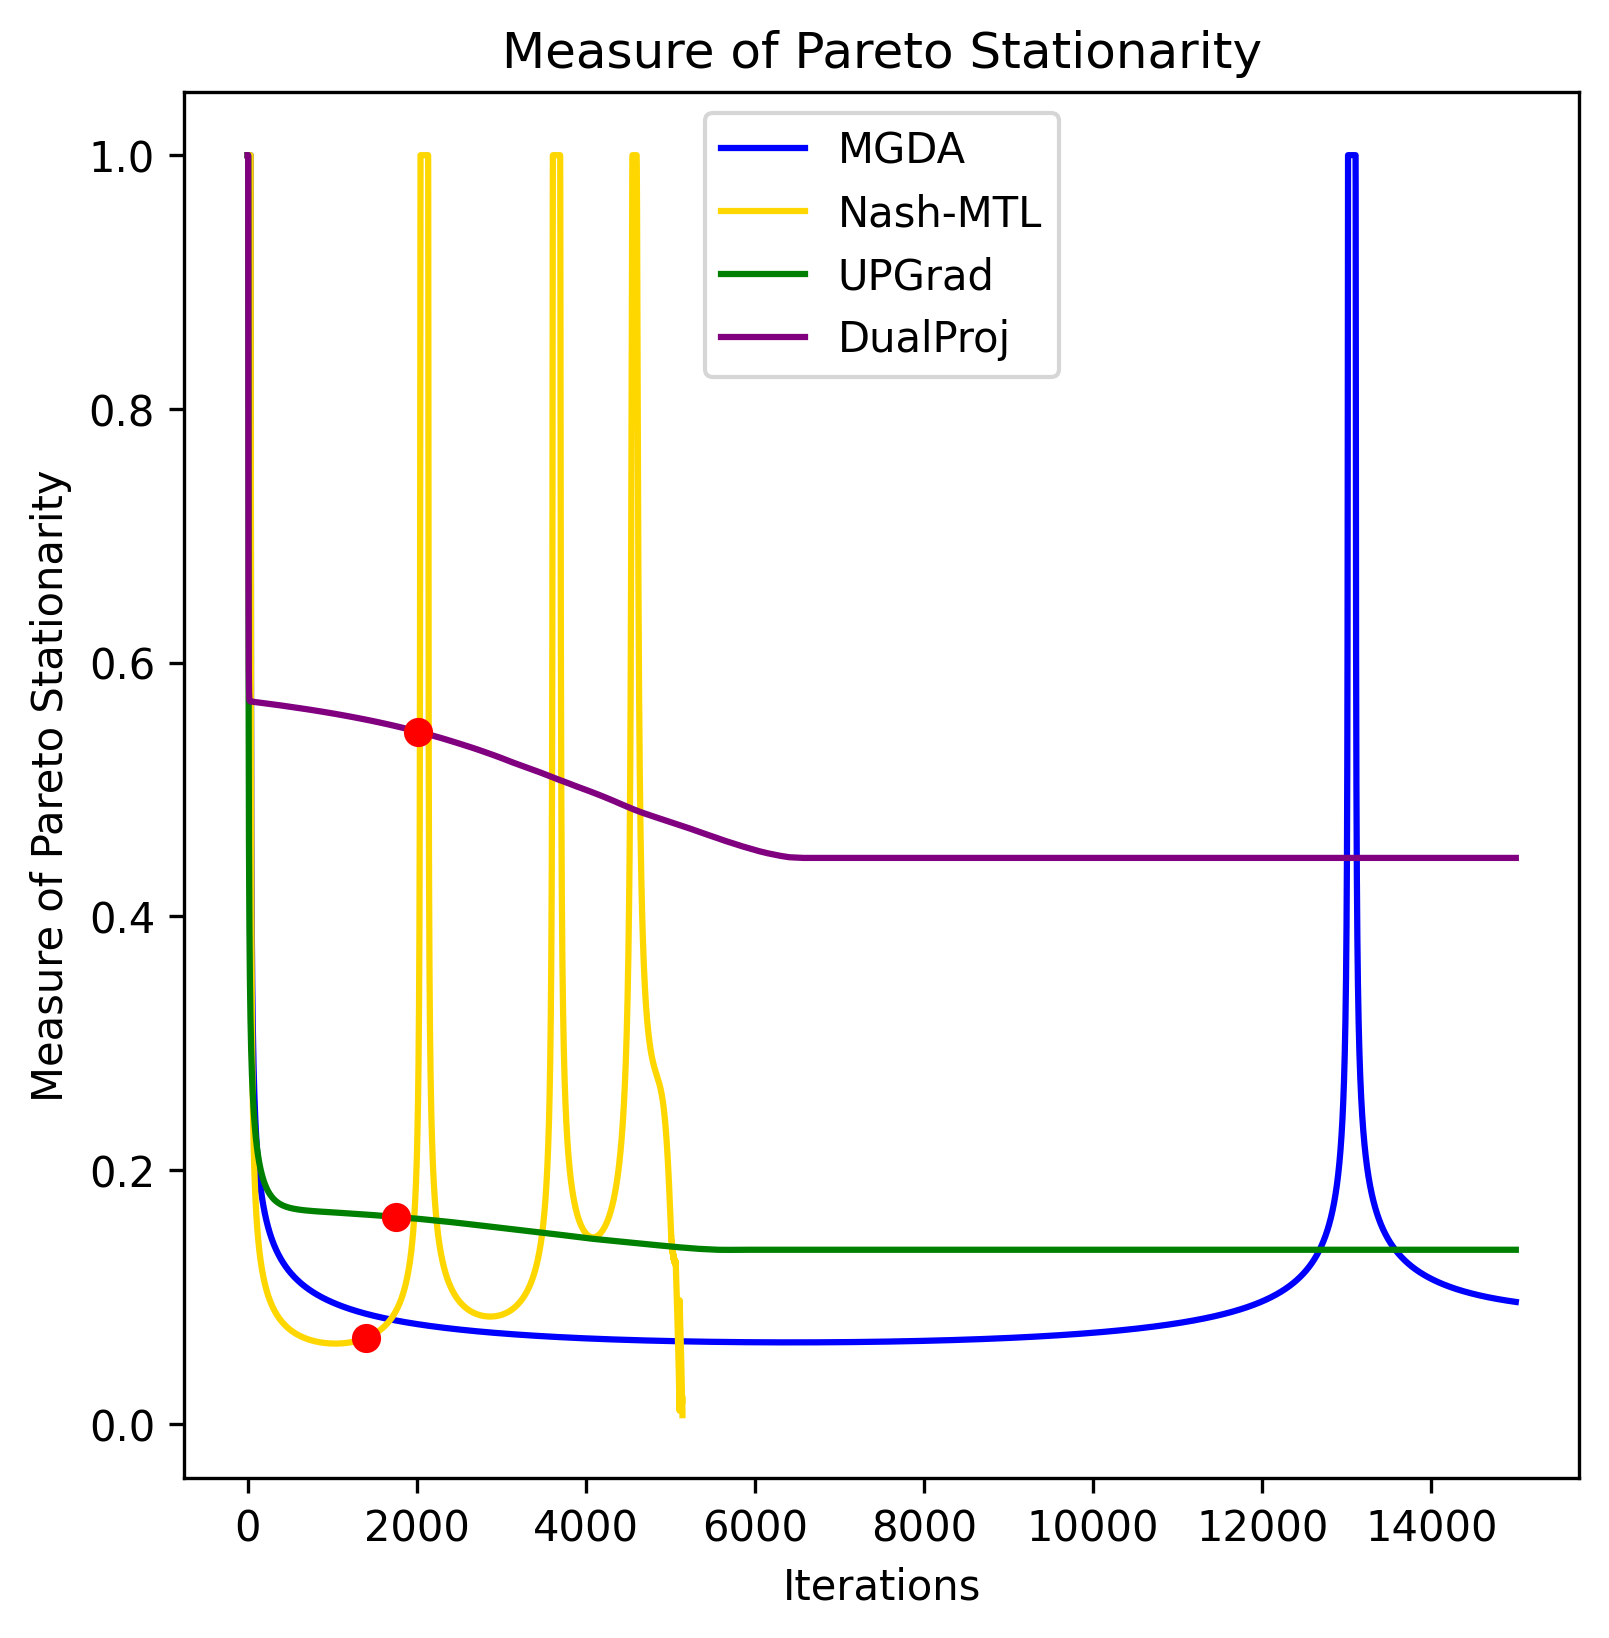 Measure of Pareto Stationarity
MGDA
Nash-MTL
UPGrad
DualProj
Measure of Pareto Stationarity
1.0
0.8
0.6
0.4
0.2
0.0
0 2000 4000 6000 8000 10000 12000 14000
Iterations